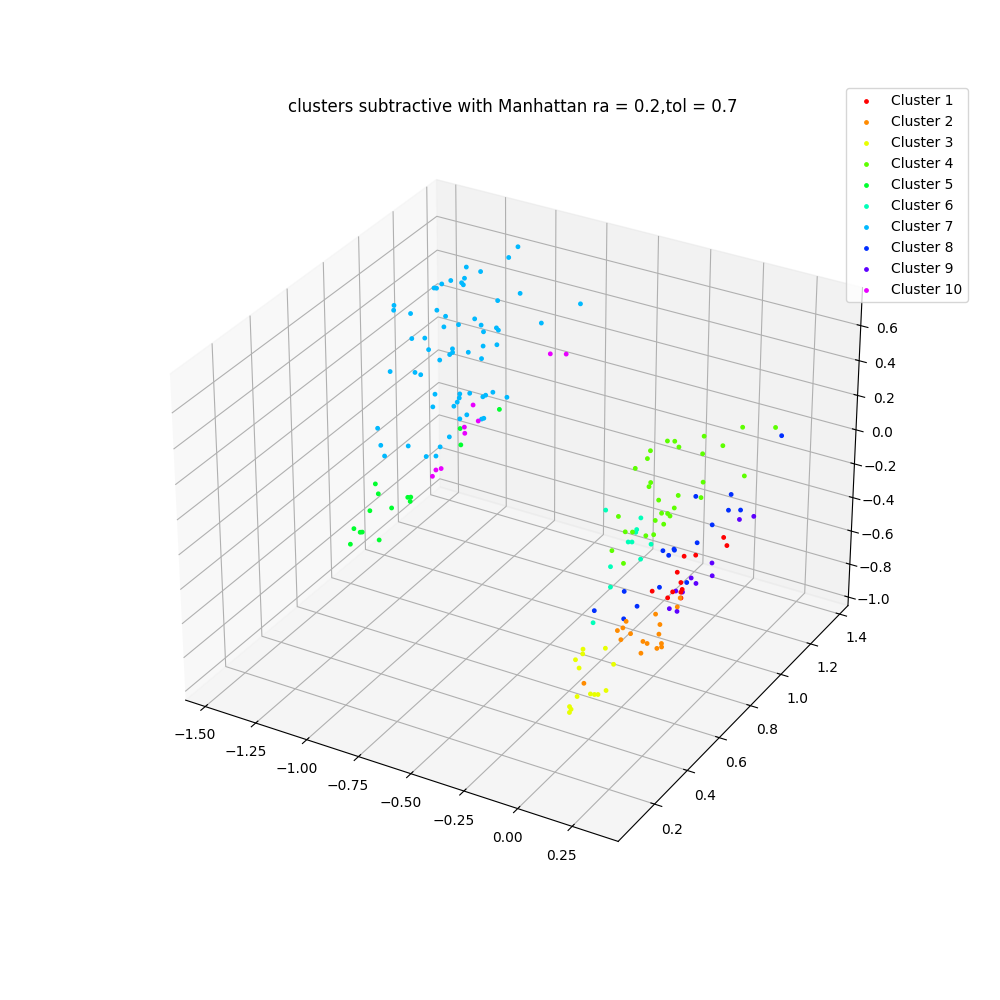 clusters subtractive with Manhattan ra = 0.2,tol = 0.7
Cluster 1
Cluster 2
Cluster 3
Cluster 4
Cluster 5
Cluster 6
Cluster 7
Cluster 8
Cluster 9
Cluster 10
0.6
0.4
0.2
0.0
−0.2
−0.4
−0.6
−0.8
−1.0
1.4
1.2
1.0
0.8
0.6
0.4
0.2
−1.50
−1.25
−1.00
−0.75
−0.50
−0.25
0.00
0.25